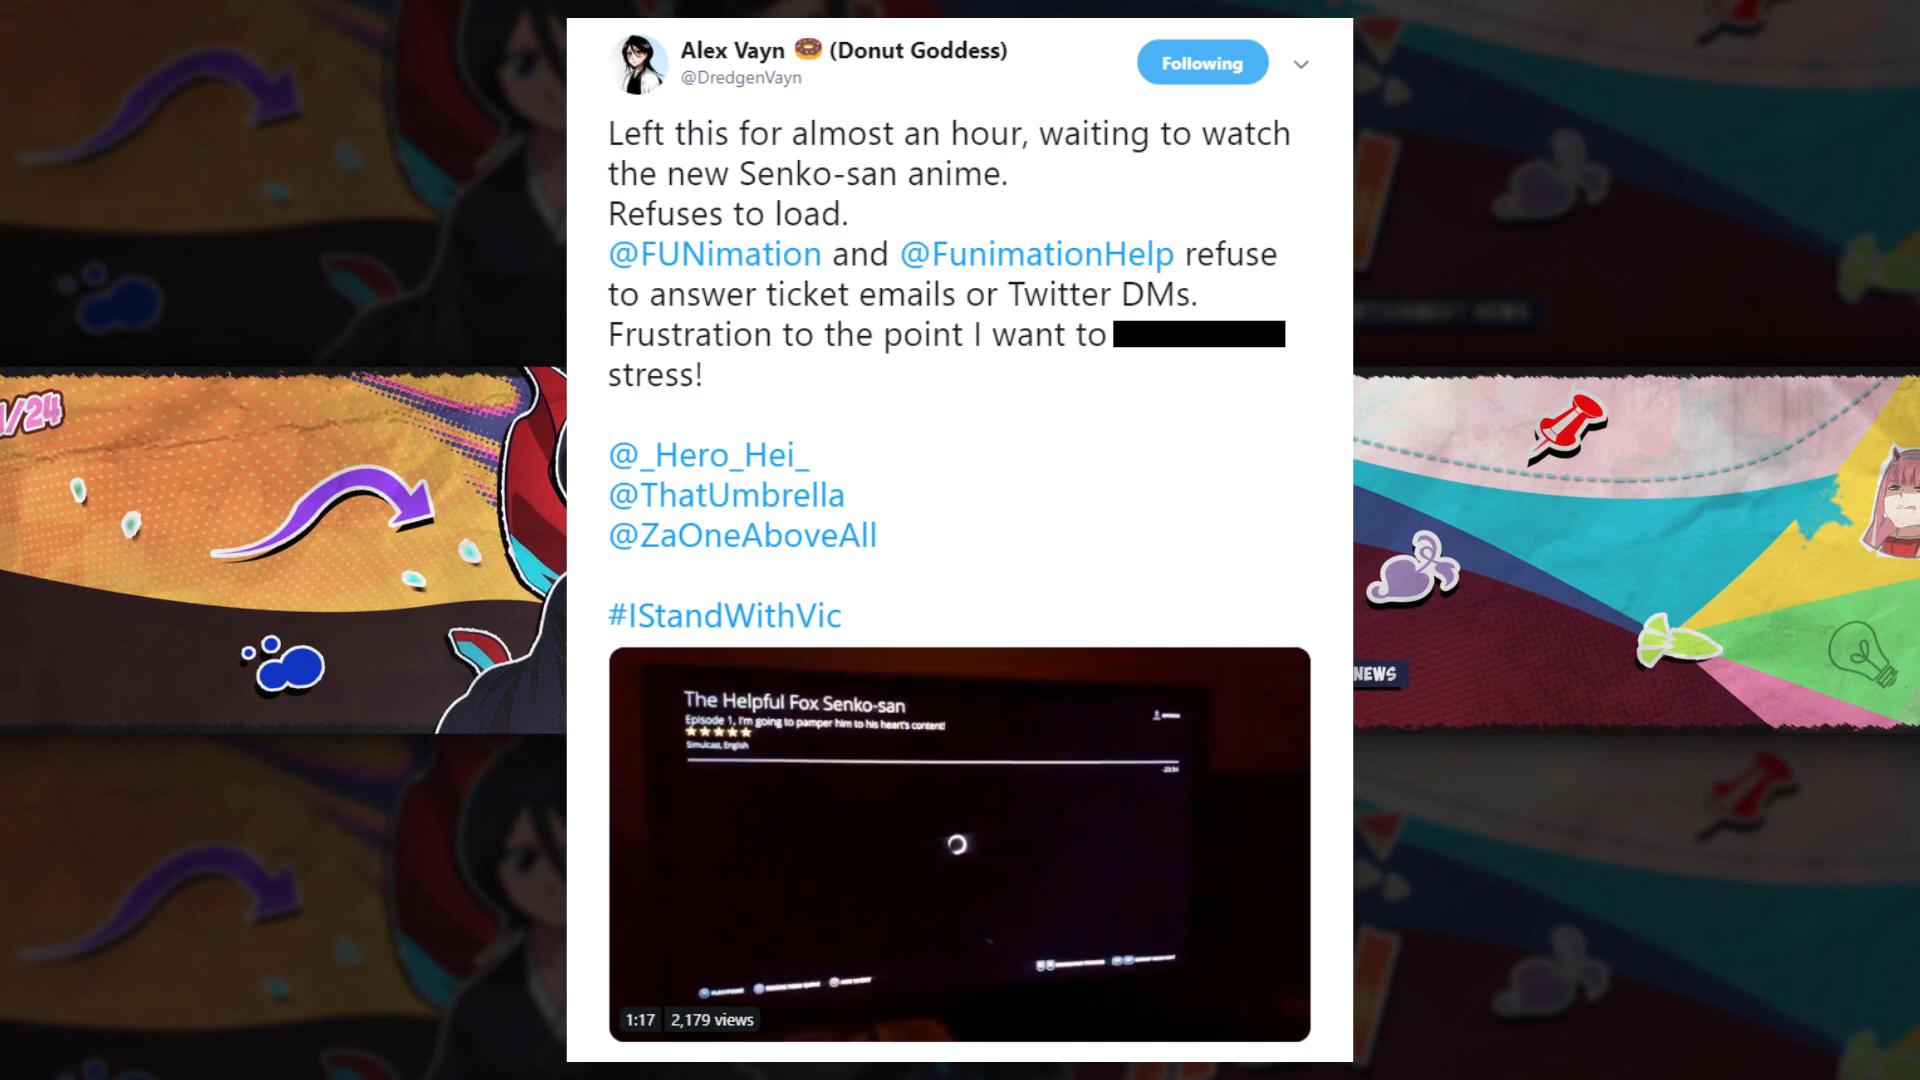 Alex Vayn 🍩 (Donut Goddess)
@DredgenVayn
Following
Left this for almost an hour, waiting to watch
the new Senko-san anime.
Refuses to load.
@FUNimation and @FunimationHelp refuse
to answer ticket emails or Twitter DMs.
Frustration to the point I want to
stress!
@_Hero_Hei_
@ThatUmbrella
@ZaOneAboveAll
#IStandWithVic
The Helpful Fox Senko-san
Episode 1, I'm going to pamper him to his heart's content!
Simulcast, English
1:17
2,179 views
/24
NEWS